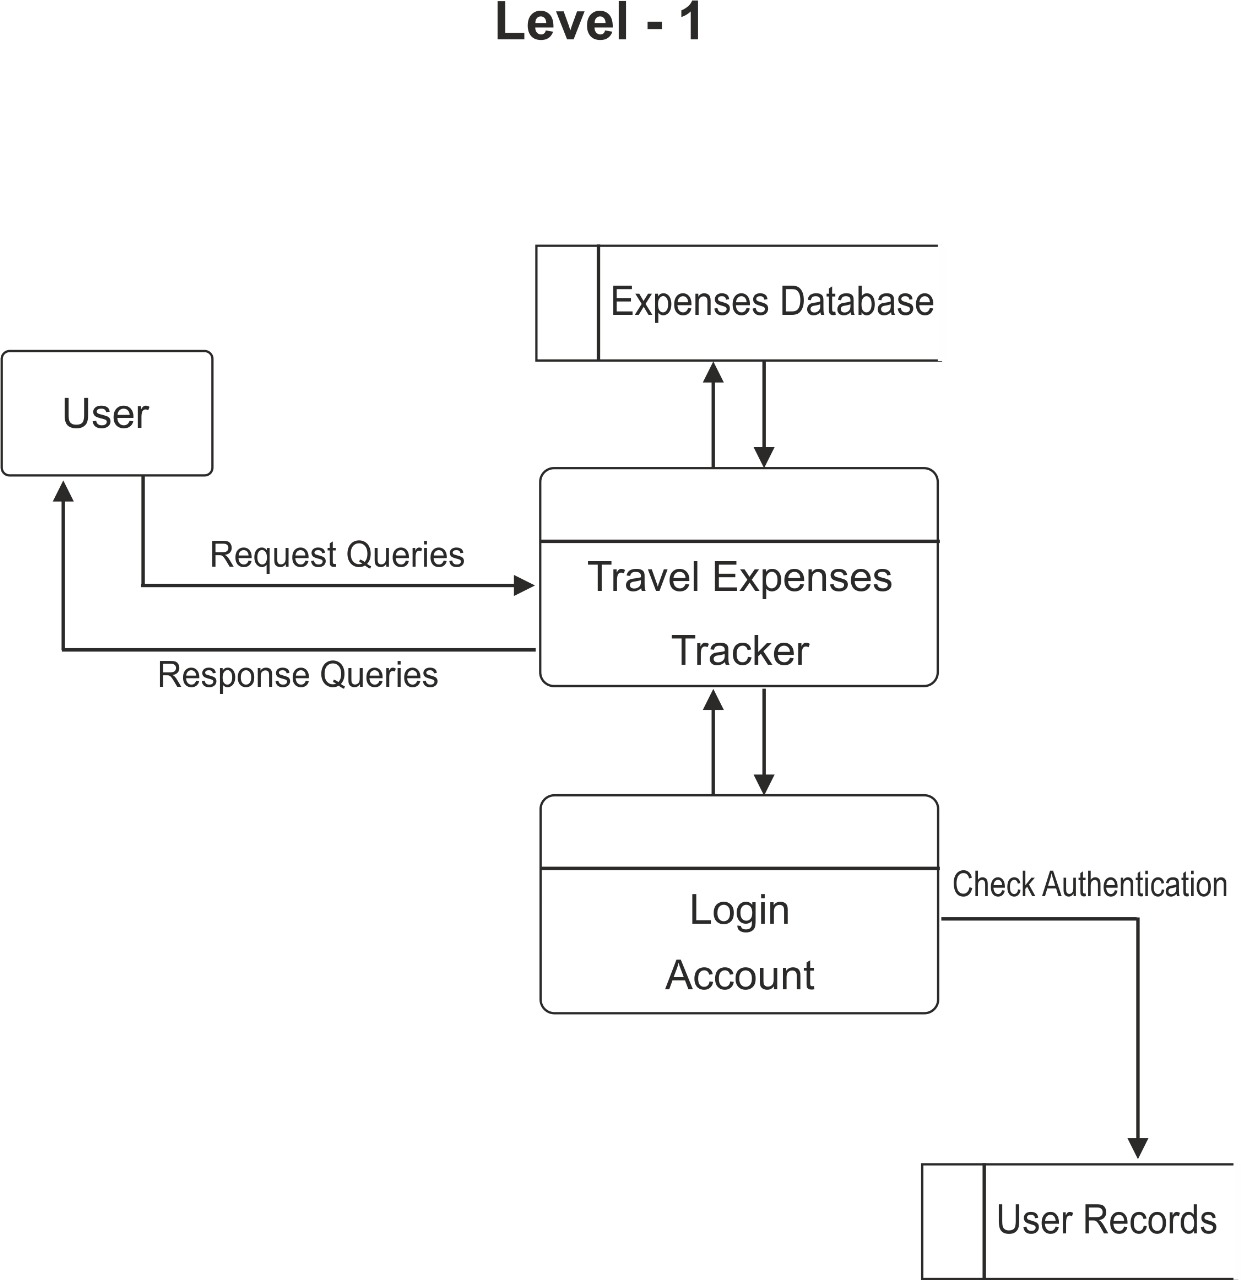 Level - 1
Expenses Database
User
Request Queries
Travel Expenses
Tracker
Response Queries
Check Authentication
Login
Account
User Records